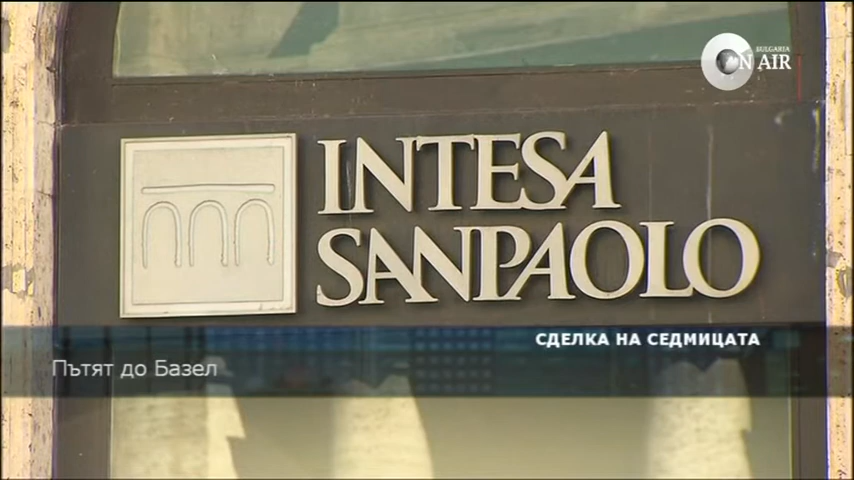 BULGARIA
ON AIR
INTESA
SANPAOLO
СДЕЛКА НА СЕДМИЦАТА
Пътят до Базел